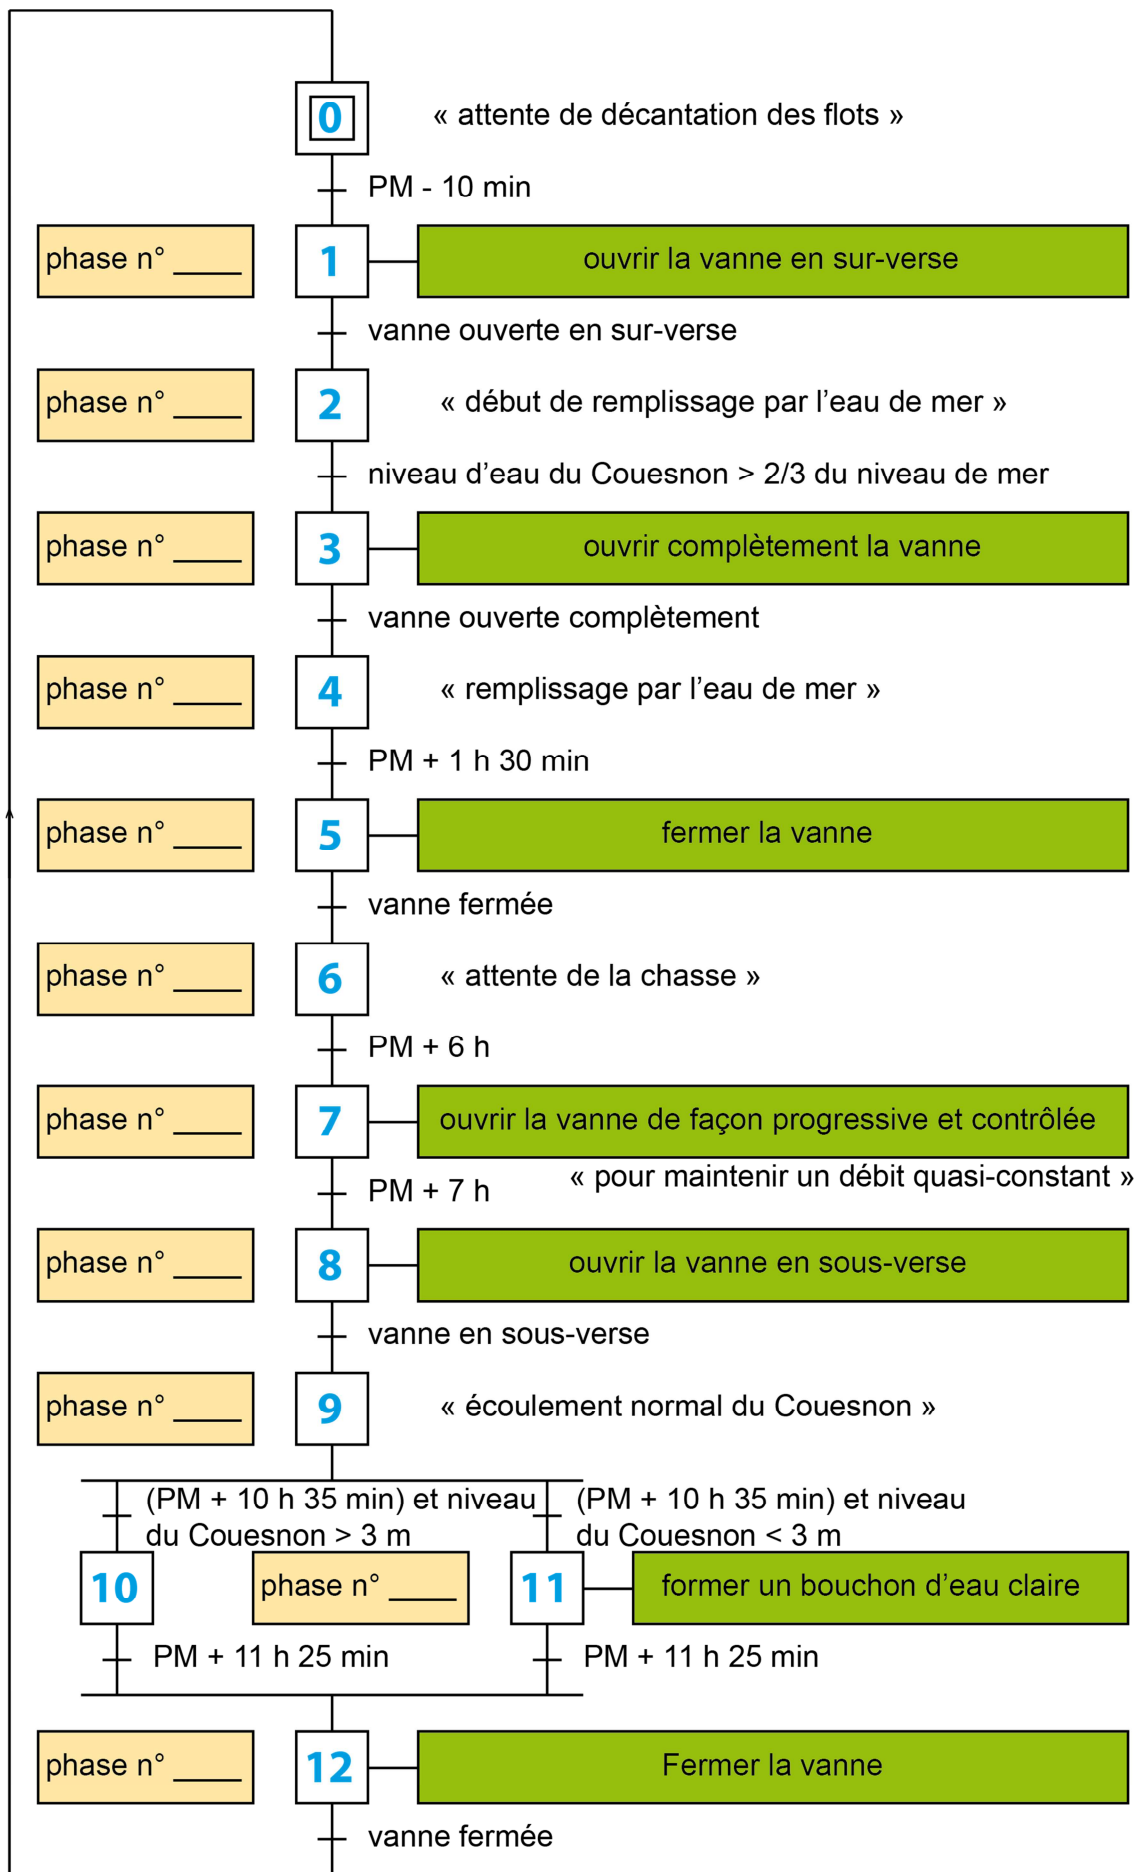 0
« attente de décantation des flots »
PM - 10 min
phase n° ____
1
ouvrir la vanne en sur-verse
vanne ouverte en sur-verse
phase n° ____
2
« début de remplissage par l’eau de mer »
niveau d’eau du Couesnon > 2/3 du niveau de mer
phase n° ____
3
ouvrir complètement la vanne
vanne ouverte complètement
phase n° ____
4
« remplissage par l’eau de mer »
PM + 1 h 30 min
phase n° ____
5
fermer la vanne
vanne fermée
phase n° ____
6
« attente de la chasse »
PM + 6 h
phase n° ____
7
ouvrir la vanne de façon progressive et contrôlée
« pour maintenir un débit quasi-constant »
PM + 7 h
phase n° ____
8
ouvrir la vanne en sous-verse
vanne en sous-verse
phase n° ____
9
« écoulement normal du Couesnon »
(PM + 10 h 35 min) et niveau
du Couesnon > 3 m
(PM + 10 h 35 min) et niveau
du Couesnon < 3 m
10
phase n° ____
11
former un bouchon d’eau claire
PM + 11 h 25 min
PM + 11 h 25 min
phase n° ____
12
Fermer la vanne
vanne fermée